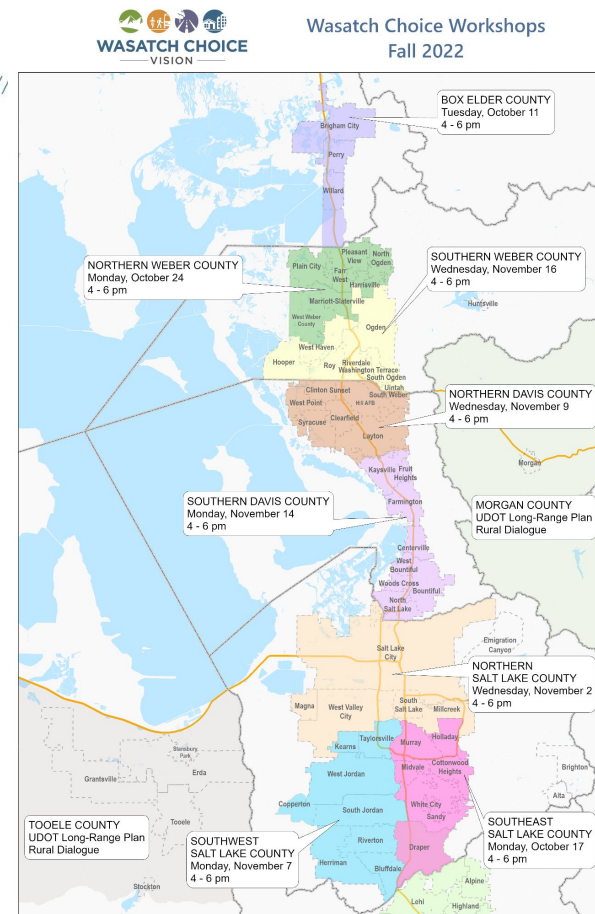 WASATCH CHOICE
VISION
Wasatch Choice Workshops
Fall 2022
BOX ELDER COUNTY
Tuesday, October 11
4 - 6 pm
Brigham City
Perry
Willard
NORTHERN WEBER COUNTY
Monday, October 24
4 - 6 pm
Pleasant
View
North
Ogden
Plain City
Farr
West
Harrisville
Marriott-Slaterville
West Weber
County
SOUTHERN WEBER COUNTY
Wednesday, November 16
4 - 6 pm
Huntsville
Ogden
West Haven
Hooper
Roy
Riverdale
Washington Terrace
South Ogden
Uintah
South Weber
NORTHERN DAVIS COUNTY
Wednesday, November 9
4 - 6 pm
Clinton
Sunset
West Point
Hill AFB
Clearfield
Syracuse
Layton
Morgan
Kaysville
Fruit
Heights
Farmington
SOUTHERN DAVIS COUNTY
Monday, November 14
4 - 6 pm
MORGAN COUNTY
UDOT Long-Range Plan
Rural Dialogue
Centerville
West
Bountiful
Woods Cross
Bountiful
North
Salt Lake
Salt Lake
City
Emigration
Canyon
NORTHERN
SALT LAKE COUNTY
Wednesday, November 2
4 - 6 pm
Magna
West Valley
City
South
Salt Lake
Millcreek
Taylorsville
Kearns
Murray
Holladay
Stansbury
Park
Erda
Grantsville
West Jordan
Midvale
Cottonwood
Heights
Brighton
Alta
Copperton
South Jordan
White City
Sandy
TOOELE COUNTY
UDOT Long-Range Plan
Rural Dialogue
Tooele
SOUTHWEST
SALT LAKE COUNTY
Monday, November 7
4 - 6 pm
Riverton
Herriman
Draper
Bluffdale
SOUTHEAST
SALT LAKE COUNTY
Monday, October 17
4 - 6 pm
Stockton
Alpine
Lehi
Highland